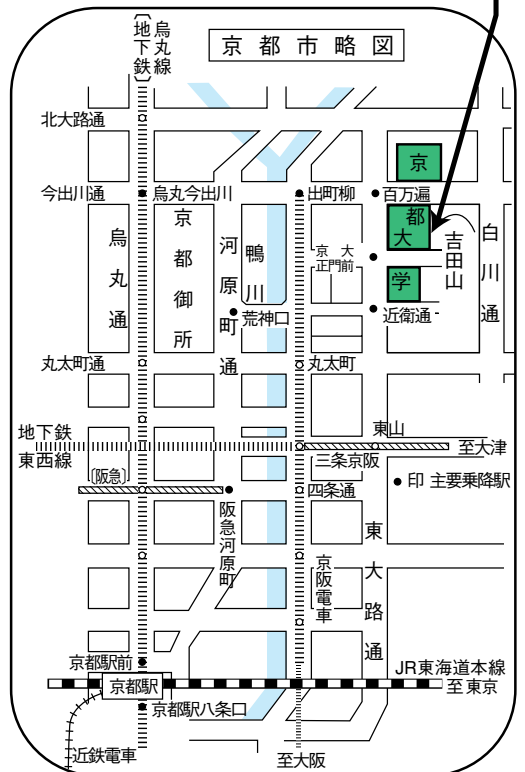 京都市略図
地下鉄
烏丸線
北大路通
今出川通
烏丸今出川
出町柳
百万遍
京
都
大
学
烏丸通
京都御所
河原町通
鴨川
京大
正門前
吉田山
白川通
荒神口
近衛通
丸太町通
丸太町
地下鉄
東西線
東山
至大津
三条京阪
〔阪急〕
四条通
●印 主要乗降駅
阪急河原町
京阪電車
東大路通
京都駅前
JR東海道本線
京都駅
至東京
京都駅八条口
近鉄電車
至大阪